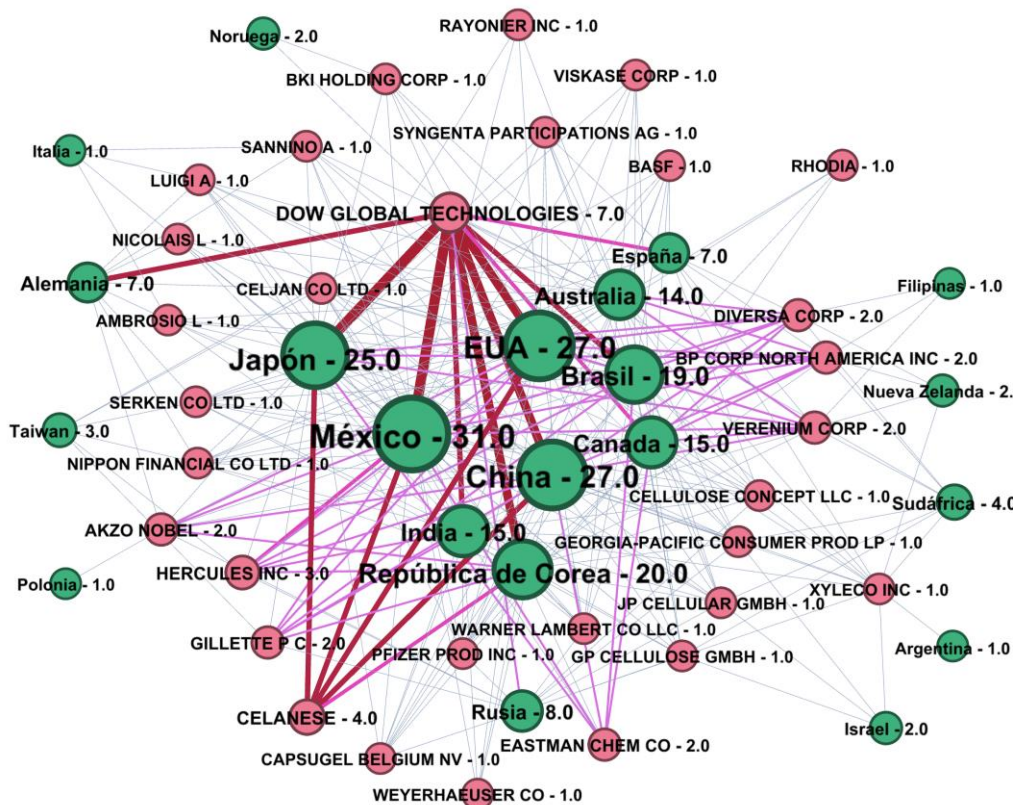 RAYONIER INC - 1.0
Noruega - 2.0
BKI HOLDING CORP - 1.0
VISKASE CORP - 1.0
SYNGENTA PARTICIPATIONS AG - 1.0
Italia - 1.0
SANNINO A - 1.0
BASF - 1.0
RHODIA - 1.0
LUIGI A - 1.0
DOW GLOBAL TECHNOLOGIES - 7.0
NICOLAIS L - 1.0
España - 7.0
Alemania - 7.0
CELJAN CO LTD - 1.0
Australia - 14.0
Filipinas - 1.0
AMBROSIO L - 1.0
DIVERSA CORP - 2.0
Japón - 25.0
EUA - 27.0
BP CORP NORTH AMERICA INC - 2.0
Brasil - 19.0
Nueva Zelanda - 2.
SERKEN CO LTD - 1.0
Taiwan - 3.0
México - 31.0
VERENIUM CORP - 2.0
Canada - 15.0
NIPPON FINANCIAL CO LTD - 1.0
China - 27.0
CELLULOSE CONCEPT LLC - 1.0
Sudáfrica - 4.0
AKZO NOBEL - 2.0
India - 15.0
GEORGIA-PACIFIC CONSUMER PROD LP - 1.0
HERCULES INC - 3.0
República de Corea - 20.0
Polonia - 1.0
XYLECO INC - 1.0
JP CELLULAR GMBH - 1.0
WARNER LAMBERT CO LLC - 1.0
GILLETTE P C - 2.0
PFIZER PROD INC - 1.0
GP CELLULOSE GMBH - 1.0
Argentina - 1.0
Rusia - 8.0
CELANESE - 4.0
Israel - 2.0
EASTMAN CHEM CO - 2.0
CAPSUGEL BELGIUM NV - 1.0
WEYERHAEUSER CO - 1.0